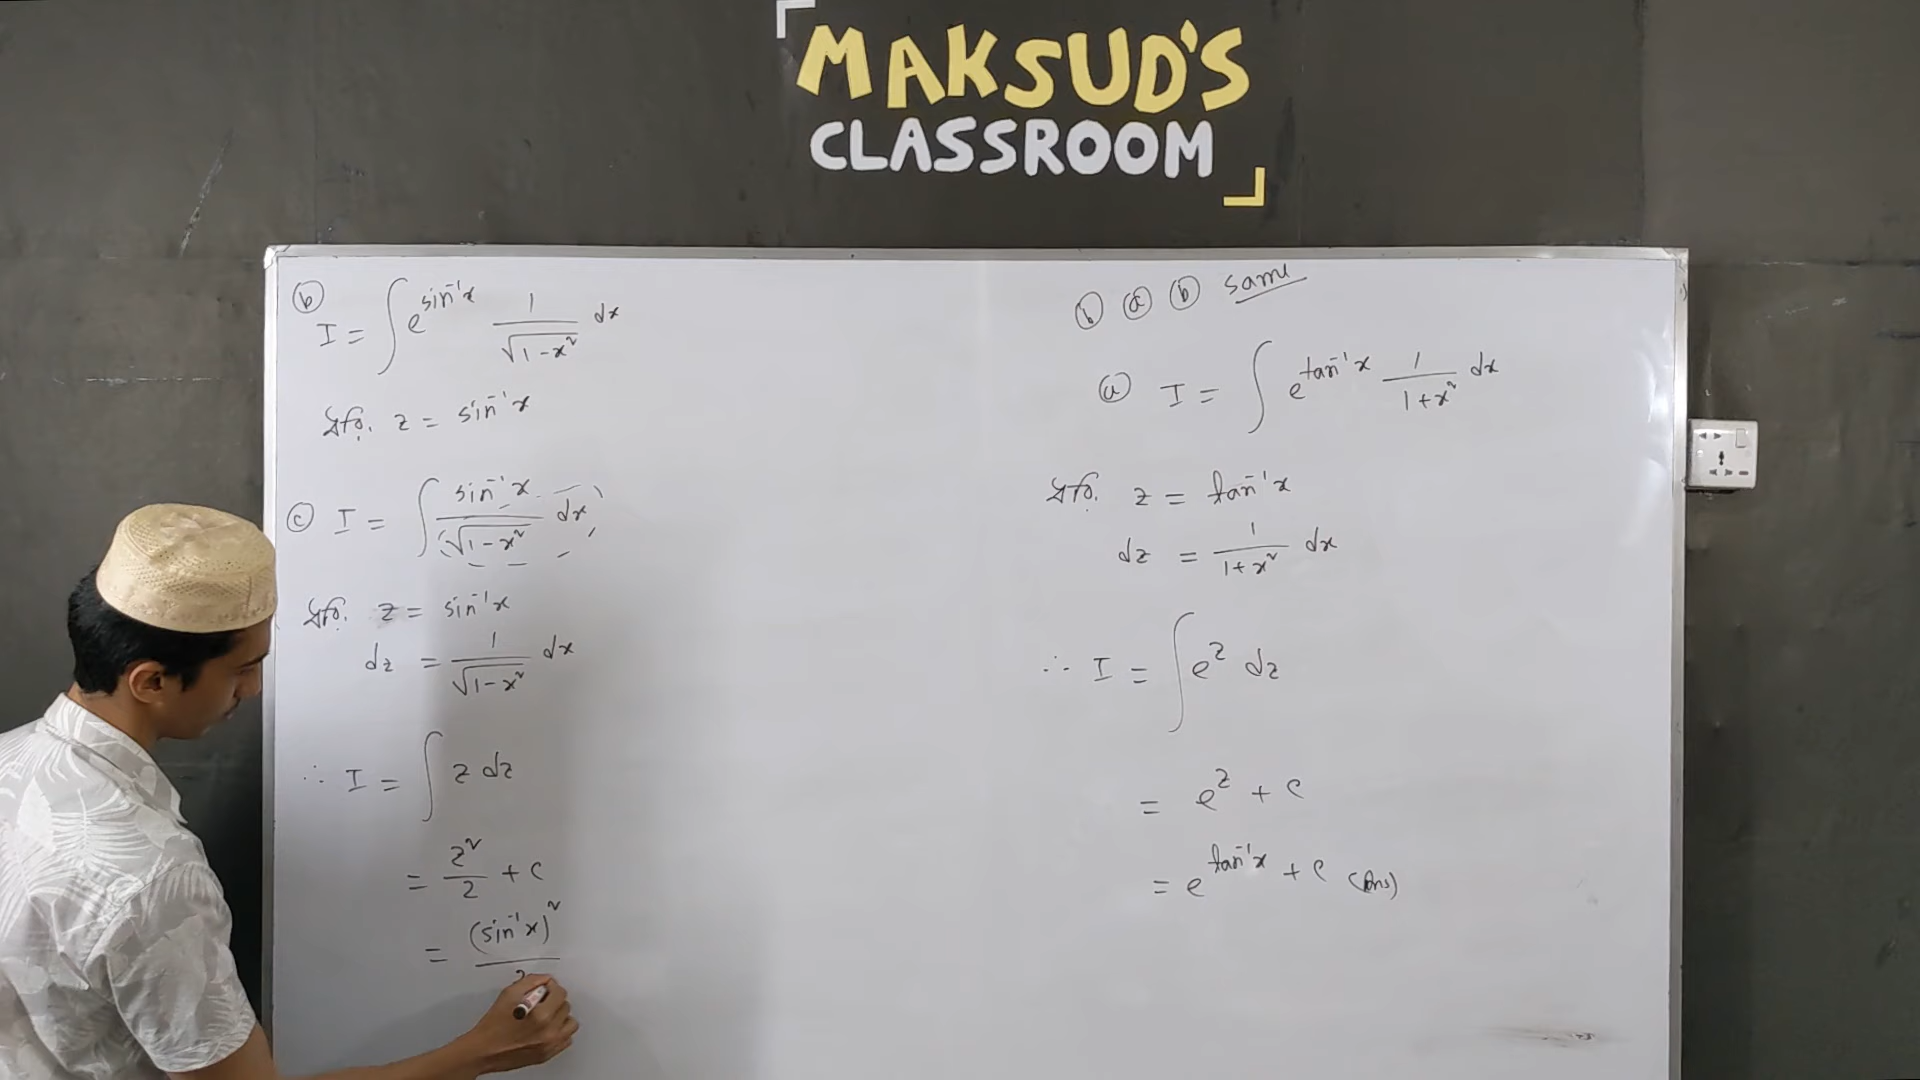 MAKSUD'S
CLASSROOM
ⓑ
I = ∫ e^{sin⁻¹x} 1/√(1-x²) dx
ধরি, z = sin⁻¹x
ⓒ I = ∫ sin⁻¹x/√(1-x²) dx
ধরি, z = sin⁻¹x
dz = 1/√(1-x²) dx
∴ I = ∫ z dz
= z²/2 + c
= (sin⁻¹x)²/2
ⓑ ⓐ ⓑ same
ⓐ I = ∫ e^{tan⁻¹x} 1/(1+x²) dx
ধরি, z = tan⁻¹x
dz = 1/(1+x²) dx
∴ I = ∫ e^z dz
= e^z + c
= e^{tan⁻¹x} + c (Ans)